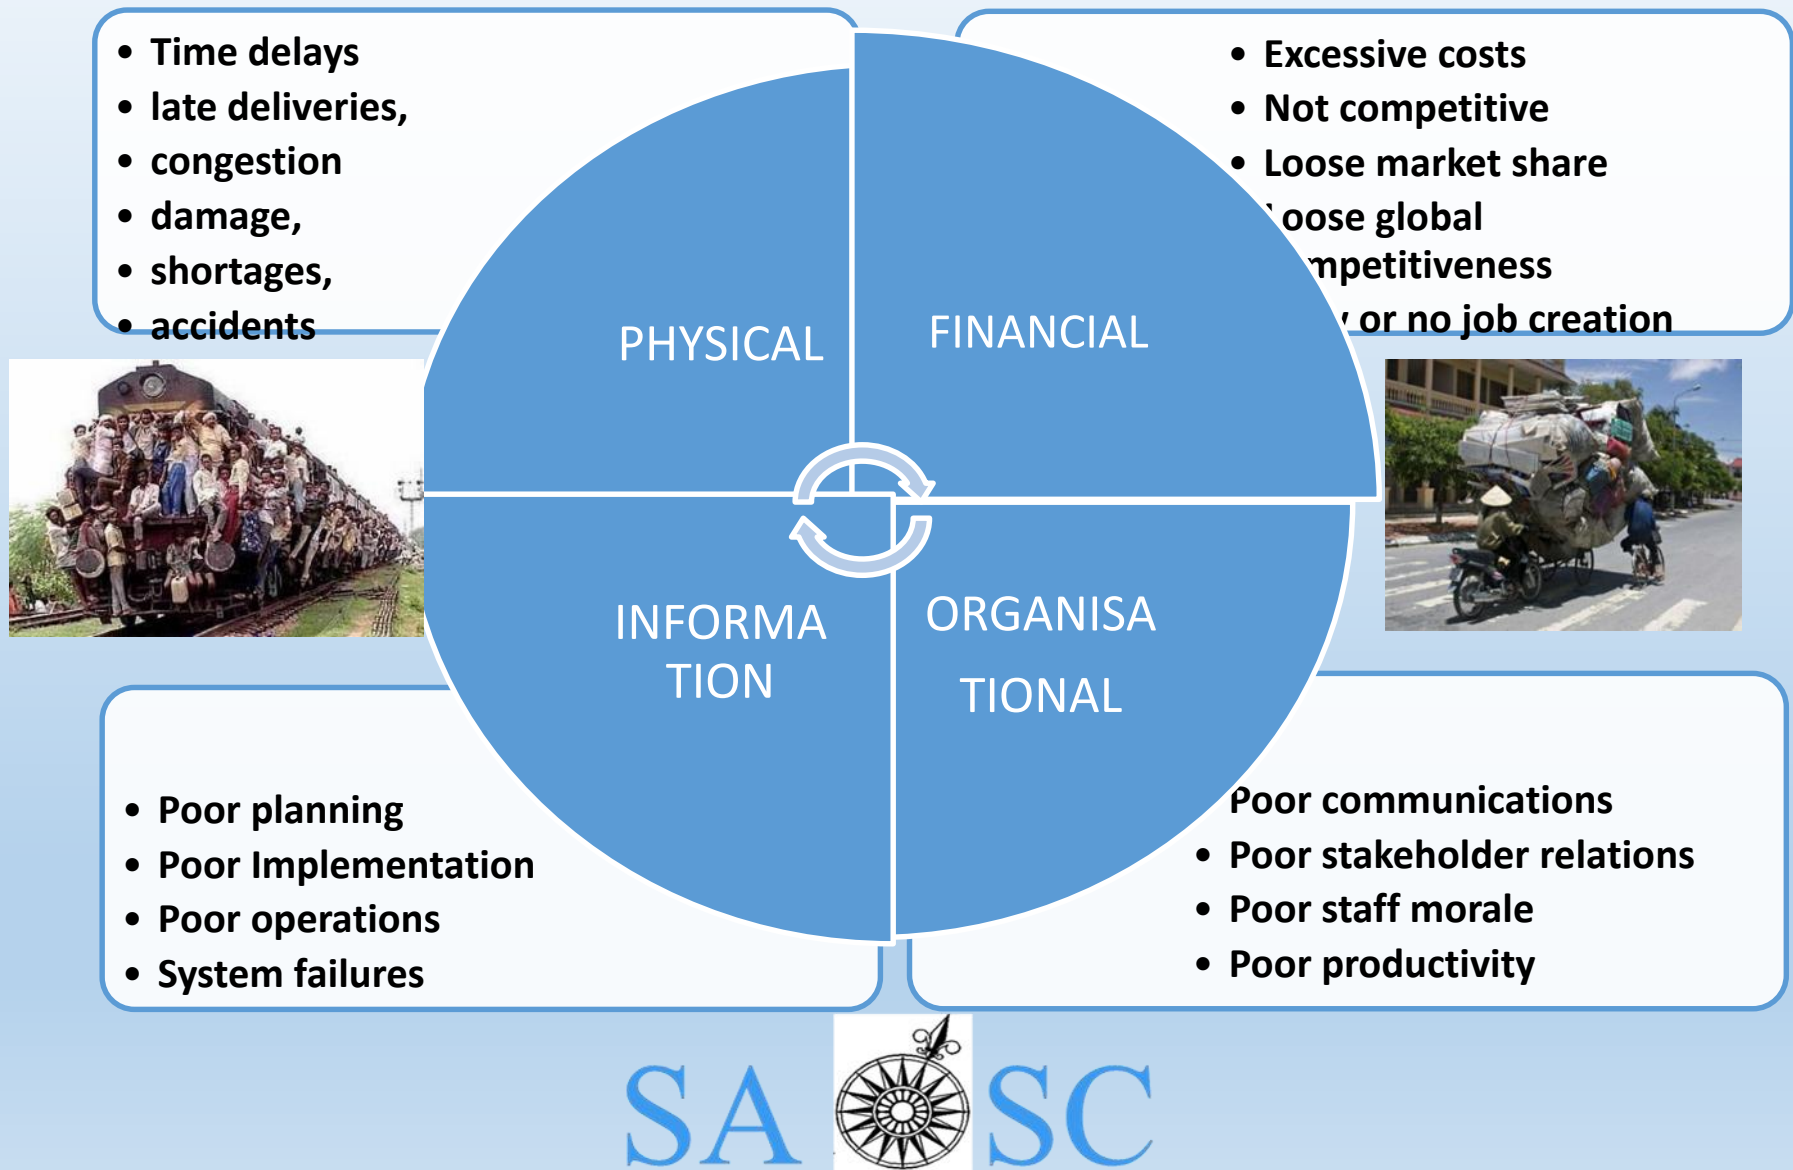 • Time delays
• late deliveries,
• congestion
• damage,
• shortages,
• accidents
• Excessive costs
• Not competitive
• Loose market share
oose global
mpetitiveness
or no job creation
PHYSICAL
FINANCIAL
INFORMA
TION
ORGANISA
TIONAL
• Poor planning
• Poor Implementation
• Poor operations
• System failures
Poor communications
• Poor stakeholder relations
• Poor staff morale
• Poor productivity
SA SC